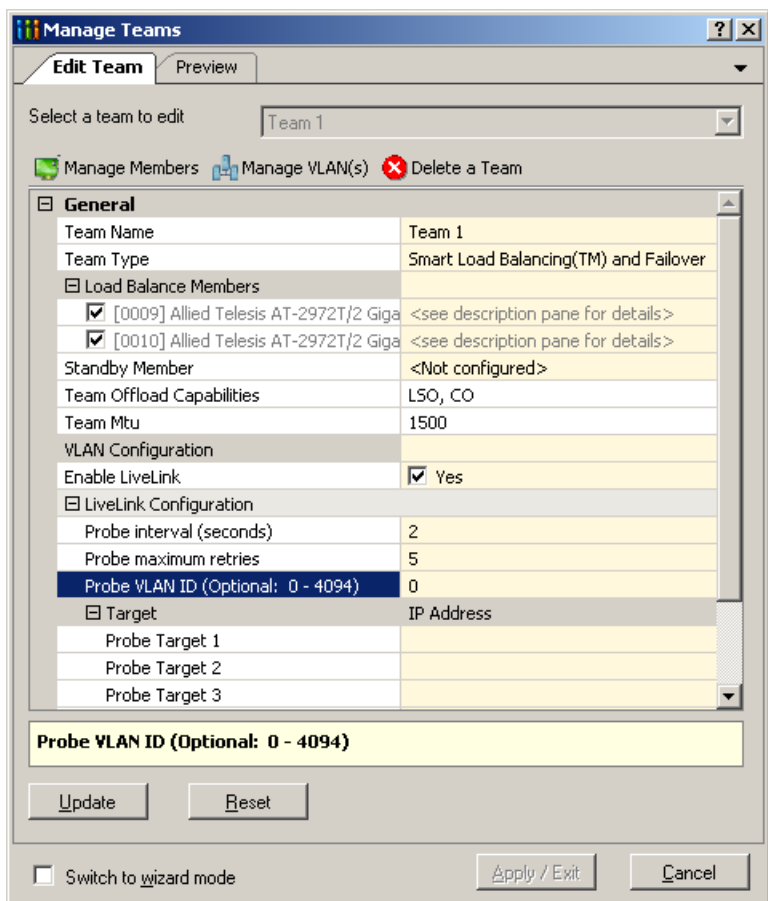 Manage Teams
Edit Team Preview
Select a team to edit Team 1
Manage Members Manage VLAN(s) Delete a Team
General
Team Name Team 1
Team Type Smart Load Balancing(TM) and Failover
Load Balance Members
[0009] Allied Telesis AT-2972T/2 Giga <see description pane for details>
[0010] Allied Telesis AT-2972T/2 Giga <see description pane for details>
Standby Member <Not configured>
Team Offload Capabilities LSO, CO
Team Mtu 1500
VLAN Configuration
Enable LiveLink Yes
LiveLink Configuration
Probe interval (seconds) 2
Probe maximum retries 5
Probe VLAN ID (Optional: 0 - 4094) 0
Target IP Address
Probe Target 1
Probe Target 2
Probe Target 3
Probe VLAN ID (Optional: 0 - 4094)
Update Reset
Switch to wizard mode Apply / Exit Cancel